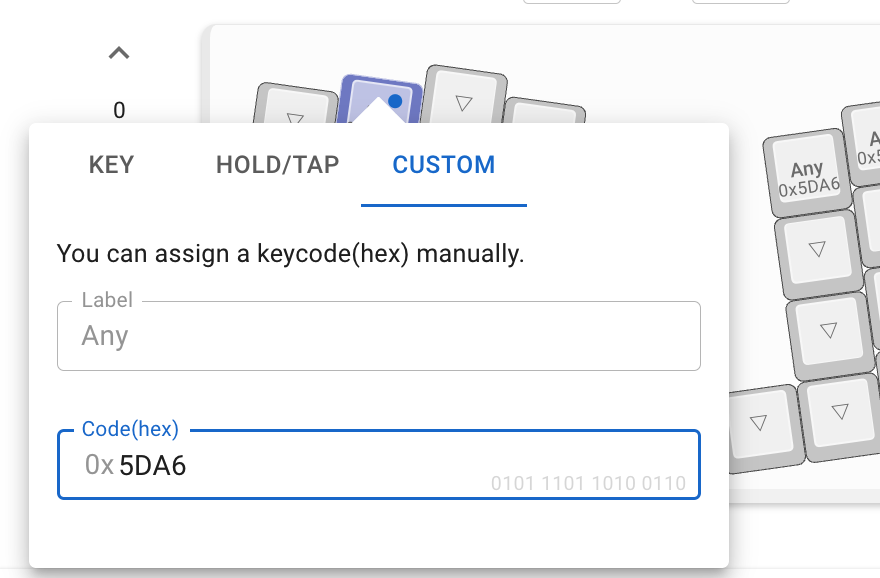 0
KEY HOLD/TAP CUSTOM
You can assign a keycode(hex) manually.
Label
Any
Code(hex)
0x 5DA6
0101 1101 1010 0110
Any
0x5DA6